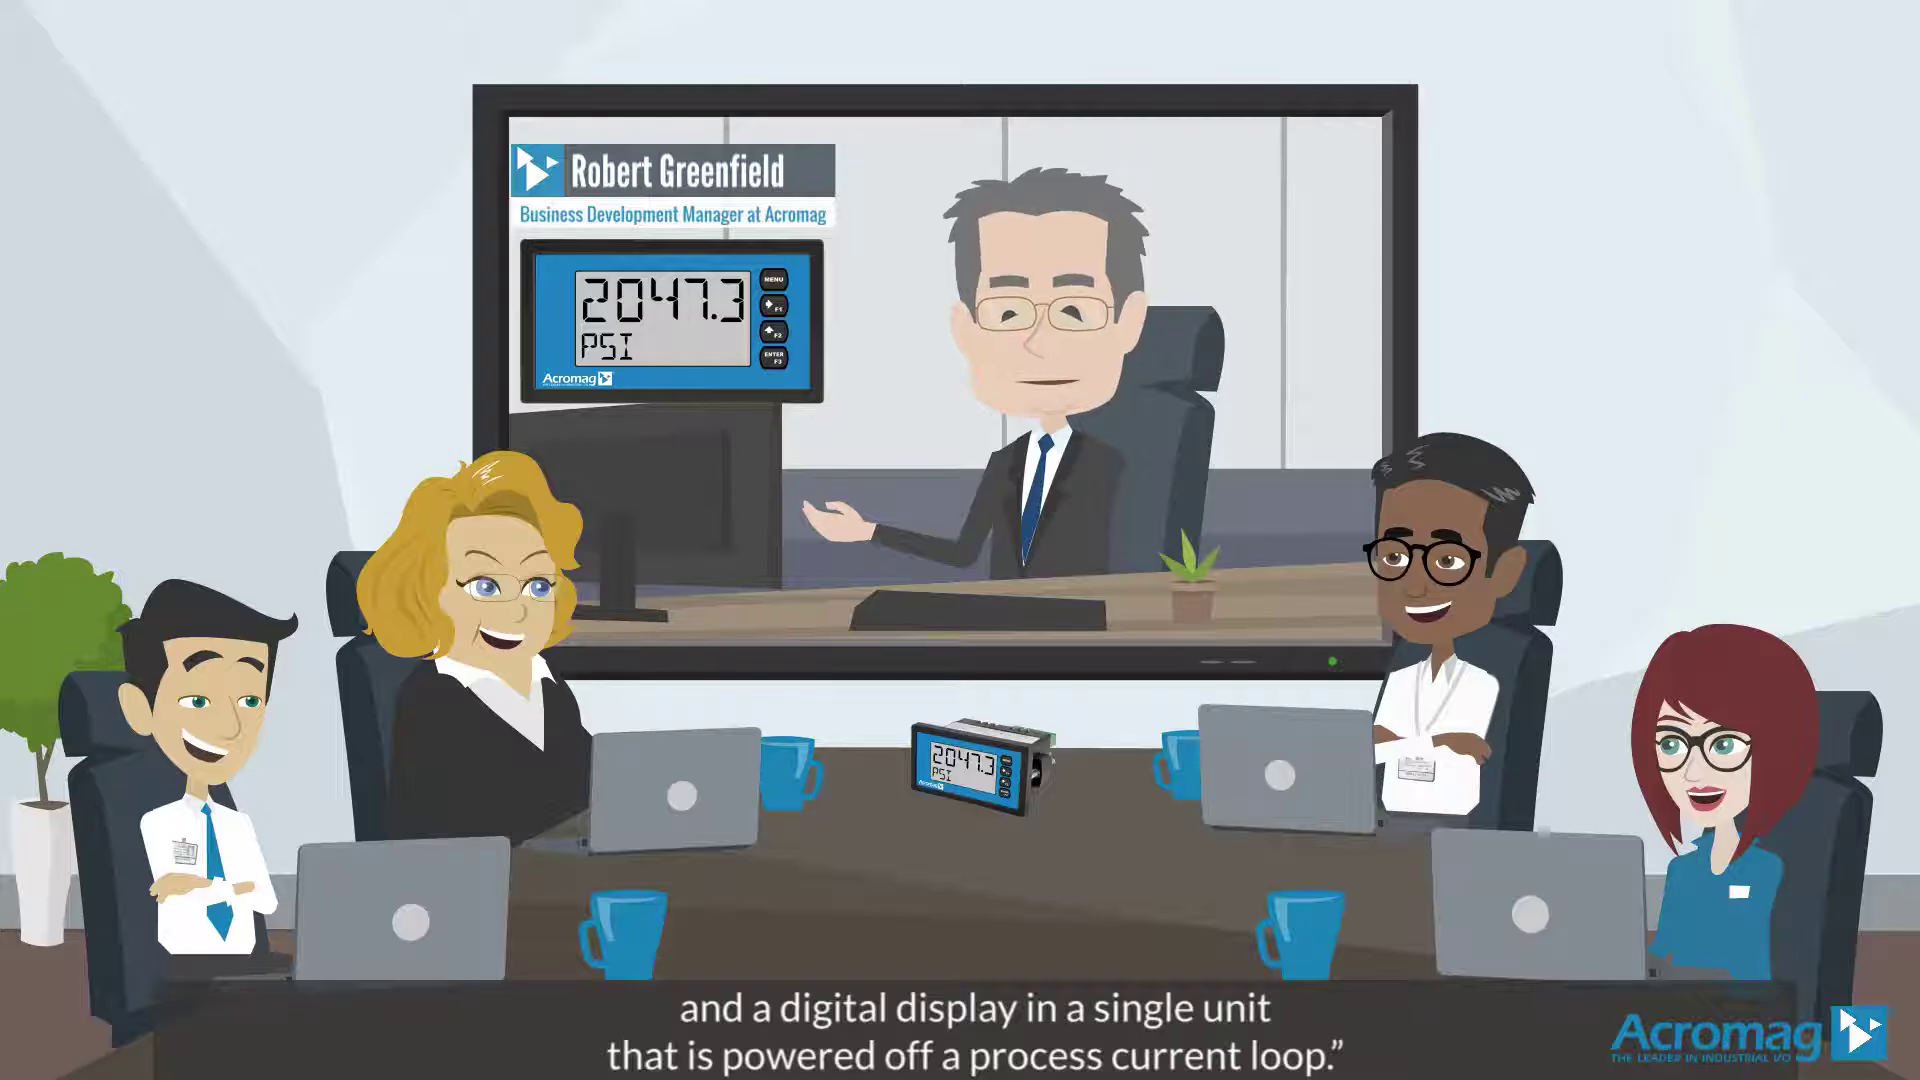 Robert Greenfield
Business Development Manager at Acromag
2047.3
PSI
MENU
F1
F2
ENTER
F3
Acromag
2047.3
PSI
Acromag
and a digital display in a single unit
that is powered off a process current loop.”
Acromag
THE LEADER IN INDUSTRIAL I/O